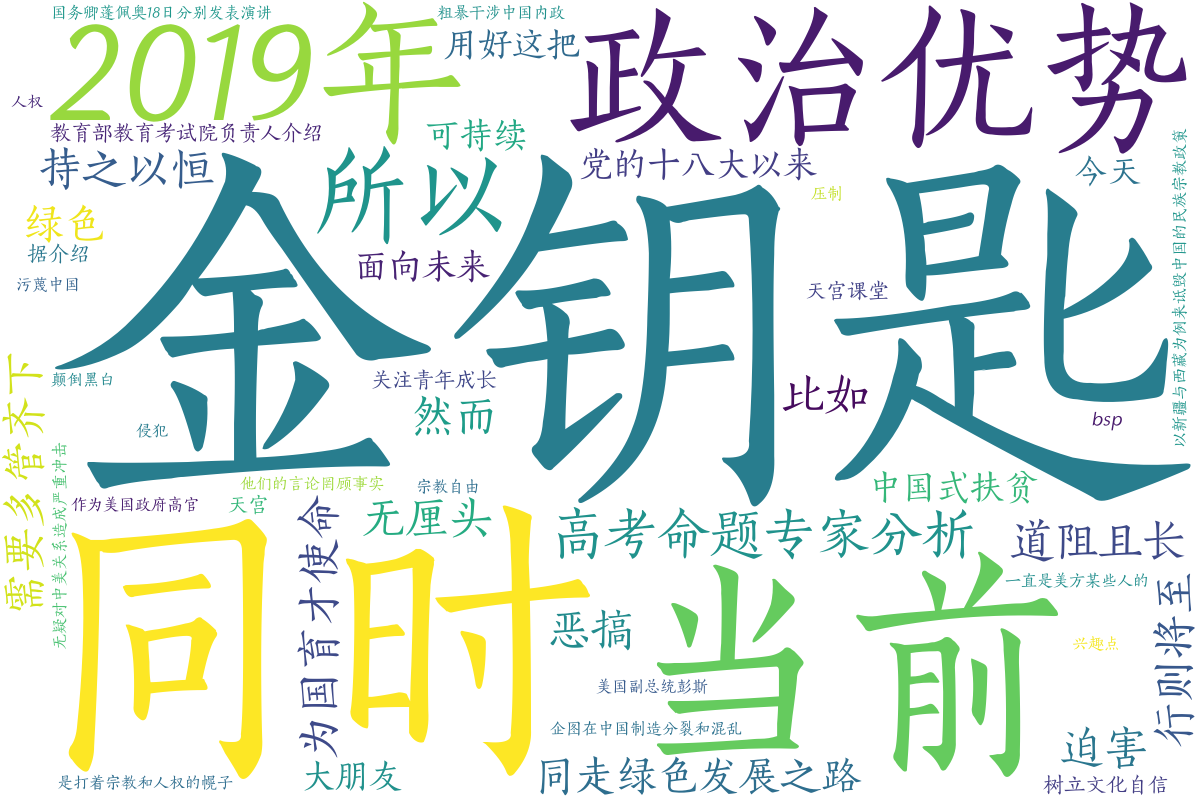 国务卿蓬佩奥18日分别发表演讲
粗暴干涉中国内政
2019年
用好这把
政治优势
人权
教育部教育考试院负责人介绍
可持续
持之以恒
所以
党的十八大以来
今天
以新疆与西藏为例来诋毁中国的民族宗教政策
金钥匙
压制
绿色
据介绍
面向未来
污蔑中国
天宫课堂
需要多管齐下
颠倒黑白
关注青年成长
比如
然而
侵犯
bsp
无疑对中美关系造成严重冲击
他们的言论罔顾事实
宗教自由
中国式扶贫
作为美国政府高官
天宫
无厘头
为国育才使命
高考命题专家分析
道阻且长
同时
当前
一直是美方某些人的
行则将至
恶搞
兴趣点
美国副总统彭斯
企图在中国制造分裂和混乱
迫害
是打着宗教和人权的幌子
大朋友
同走绿色发展之路
树立文化自信